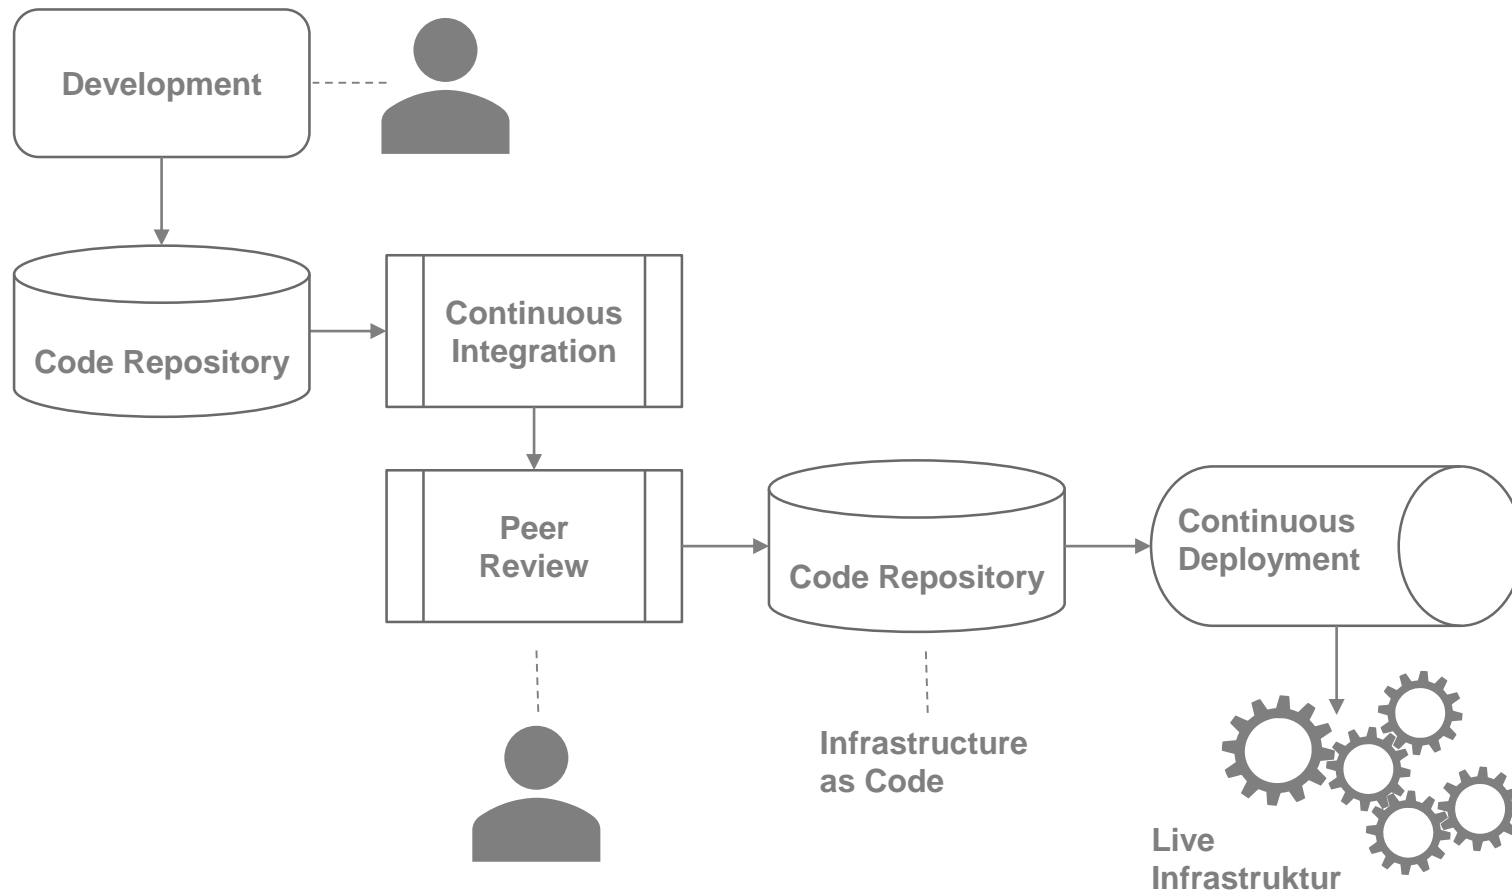 Development
Code Repository
Continuous
Integration
Peer
Review
Code Repository
Continuous
Deployment
Infrastructure
as Code
Live
Infrastruktur